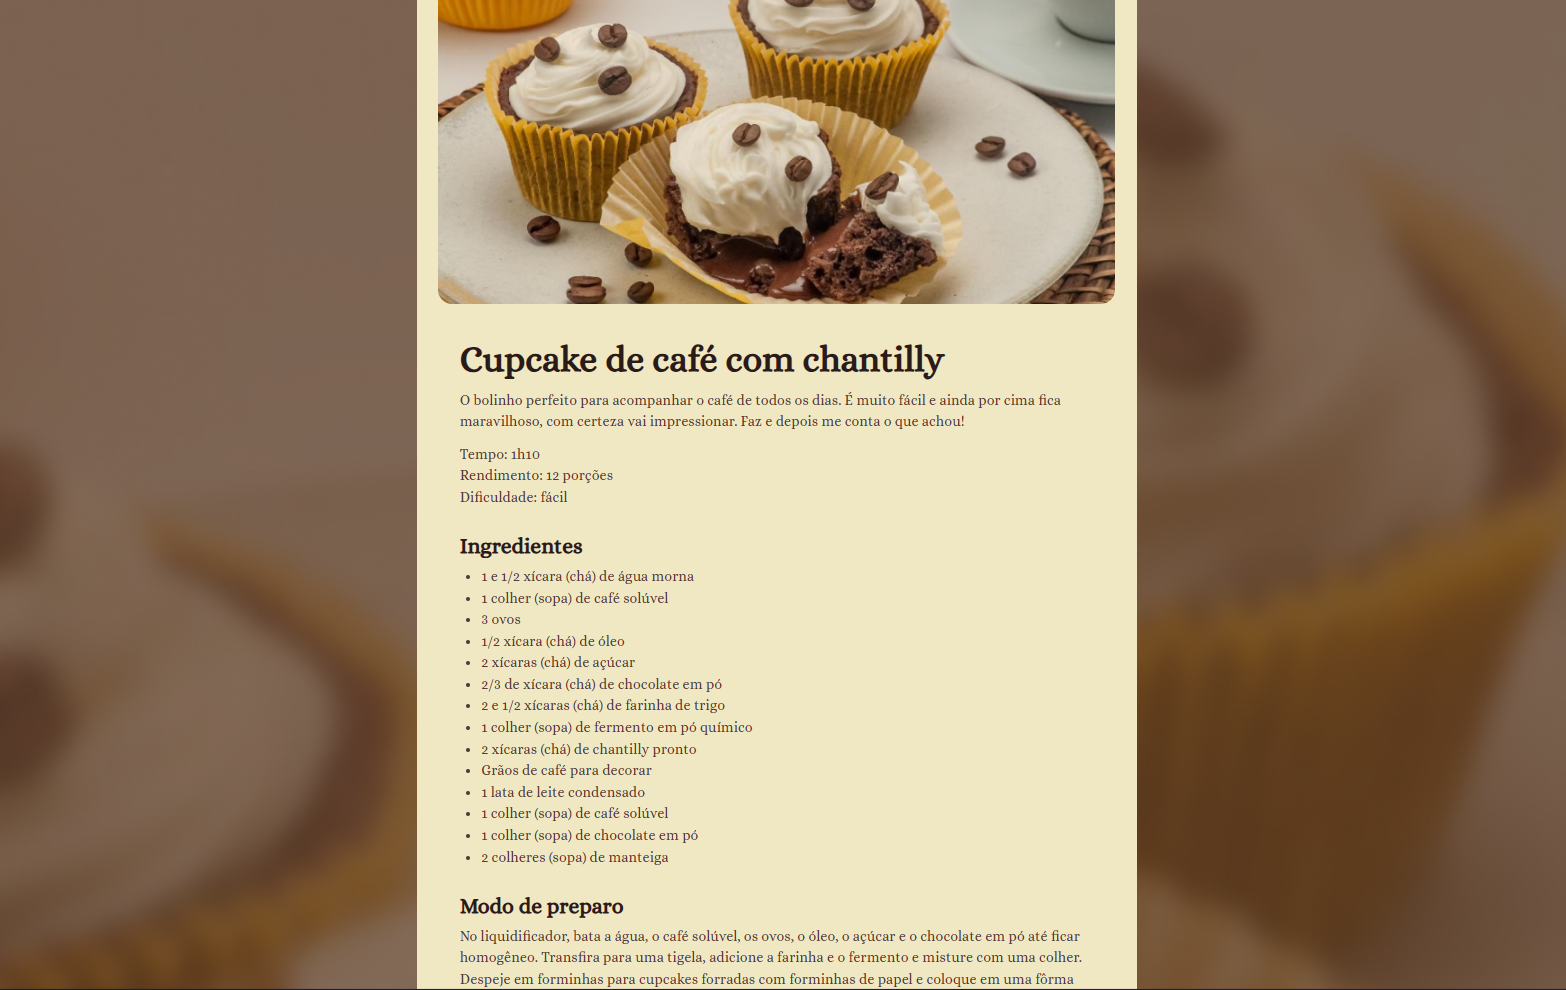 Cupcake de café com chantilly
O bolinho perfeito para acompanhar o café de todos os dias. É muito fácil e ainda por cima fica
maravilhoso, com certeza vai impressionar. Faz e depois me conta o que achou!
Tempo: 1h10
Rendimento: 12 porções
Dificuldade: fácil
Ingredientes
1 e 1/2 xícara (chá) de água morna
1 colher (sopa) de café solúvel
3 ovos
1/2 xícara (chá) de óleo
2 xícaras (chá) de açúcar
2/3 de xícara (chá) de chocolate em pó
2 e 1/2 xícaras (chá) de farinha de trigo
1 colher (sopa) de fermento em pó químico
2 xícaras (chá) de chantilly pronto
Grãos de café para decorar
1 lata de leite condensado
1 colher (sopa) de café solúvel
1 colher (sopa) de chocolate em pó
2 colheres (sopa) de manteiga
Modo de preparo
No liquidificador, bata a água, o café solúvel, os ovos, o óleo, o açúcar e o chocolate em pó até ficar
homogêneo. Transfira para uma tigela, adicione a farinha e o fermento e misture com uma colher.
Despeje em forminhas para cupcakes forradas com forminhas de papel e coloque em uma fôrma